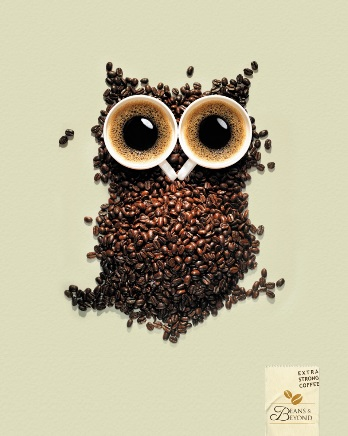 EXTRA
STRONG
COFFEE
BEANS &
BEYOND